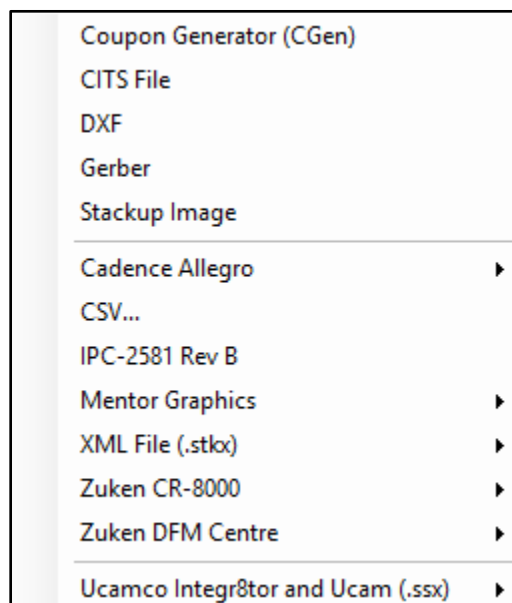 Coupon Generator (CGen)
CITS File
DXF
Gerber
Stackup Image
Cadence Allegro
CSV...
IPC-2581 Rev B
Mentor Graphics
XML File (.stkx)
Zuken CR-8000
Zuken DFM Centre
Ucamco Integr8tor and Ucam (.ssx)